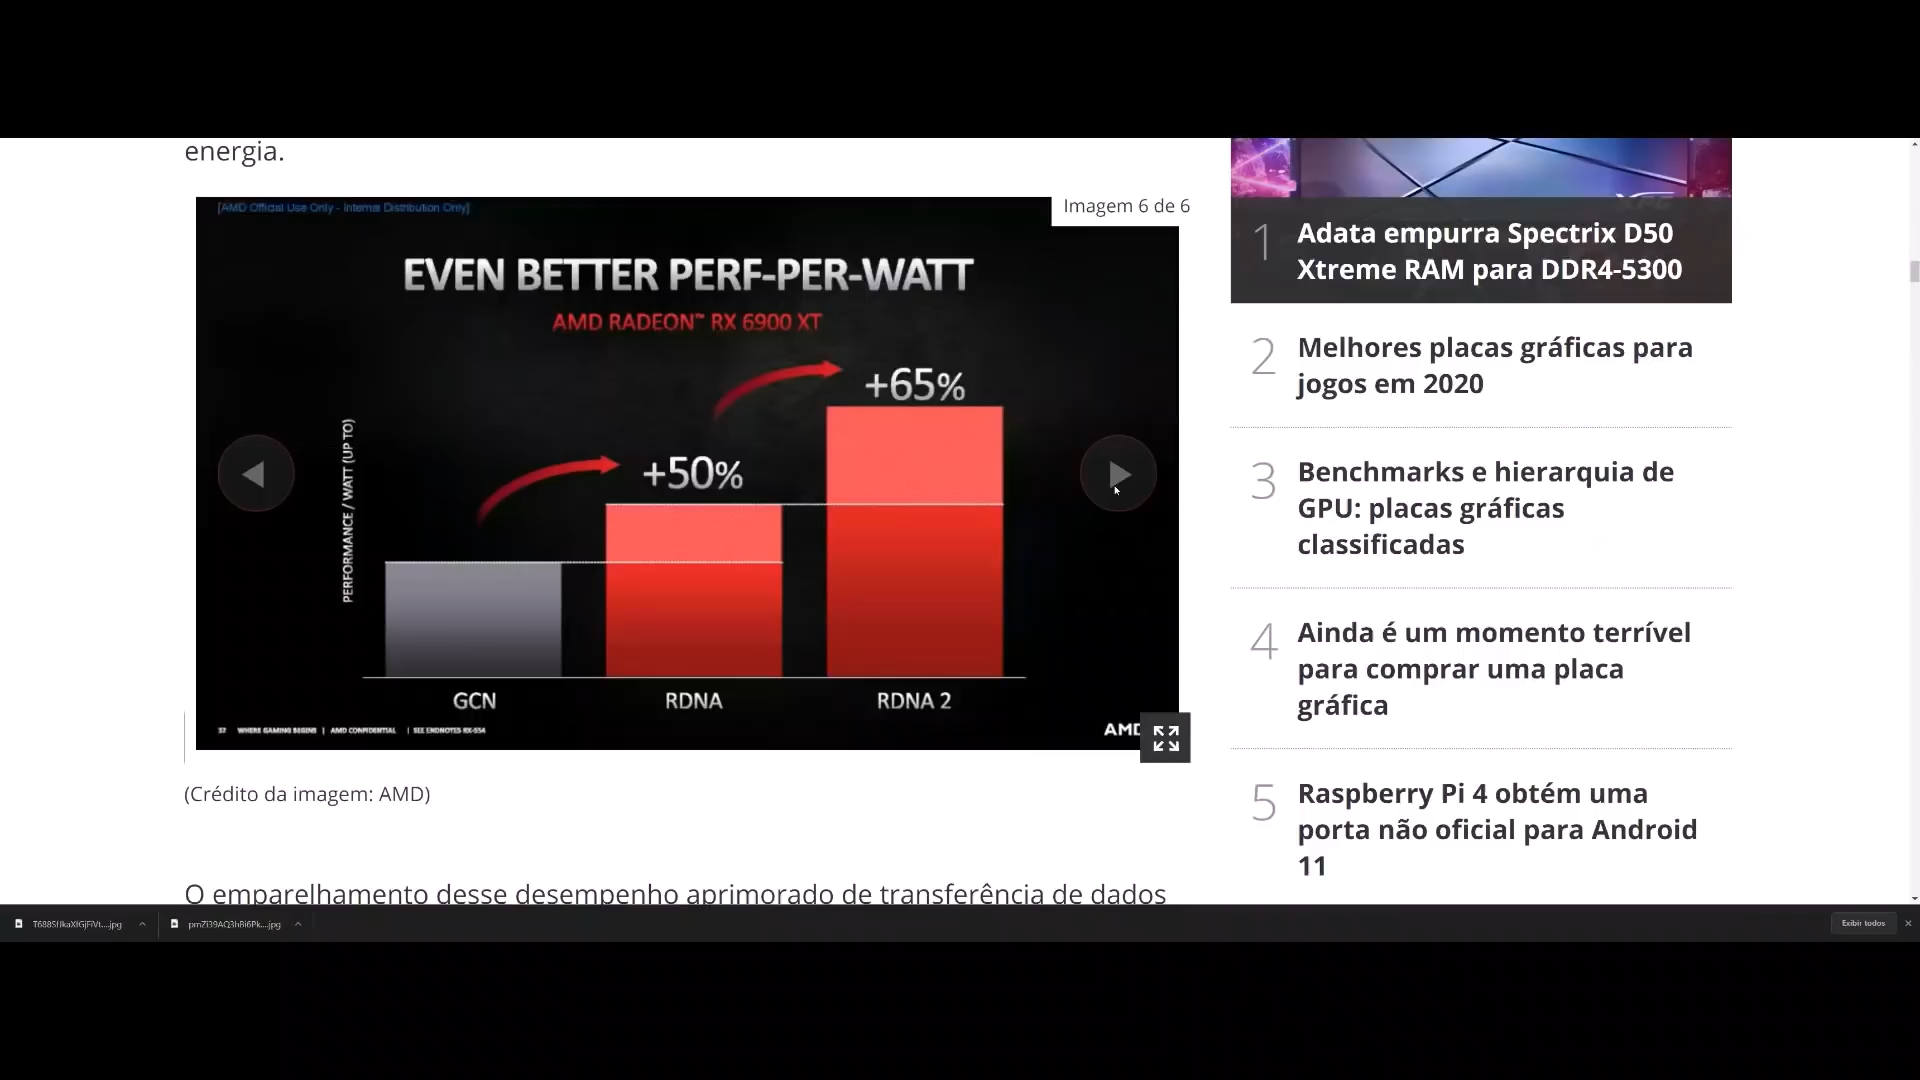 energia.
[AMD Official Use Only - Internal Distribution Only]
Imagem 6 de 6
EVEN BETTER PERF-PER-WATT
AMD RADEON™ RX 6900 XT
+65%
+50%
PERFORMANCE / WATT (UP TO)
GCN
RDNA
RDNA 2
32 WHERE GAMING BEGINS | AMD CONFIDENTIAL | SEE ENDNOTES RX-554
AMD
(Crédito da imagem: AMD)
O emparelhamento desse desempenho aprimorado de transferência de dados
XPG
1 Adata empurra Spectrix D50
Xtreme RAM para DDR4-5300
2 Melhores placas gráficas para
jogos em 2020
3 Benchmarks e hierarquia de
GPU: placas gráficas
classificadas
4 Ainda é um momento terrível
para comprar uma placa
gráfica
5 Raspberry Pi 4 obtém uma
porta não oficial para Android
11
Exibir todos